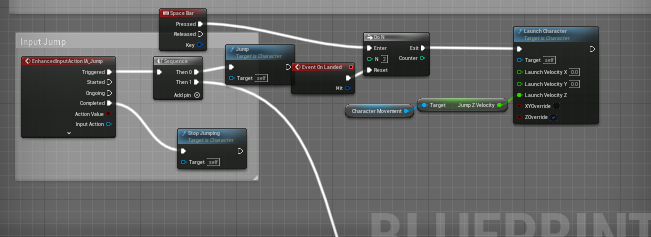 Space Bar
Pressed
Released
Key
Input Jump
EnhancedInputAction IA_Jump
Triggered
Started
Ongoing
Completed
Action Value
Input Action
Sequence
Then 0
Then 1
Add pin
Jump
Target is Character
Target self
Event On Landed
Hit
Do N
Enter Exit
N 2 Counter
Reset
Stop Jumping
Target is Character
Target self
Character Movement
Target Jump Z Velocity
Launch Character
Target is Character
Target self
Launch Velocity X 0.0
Launch Velocity Y 0.0
Launch Velocity Z
XYOverride
ZOverride
BLUEPRINT